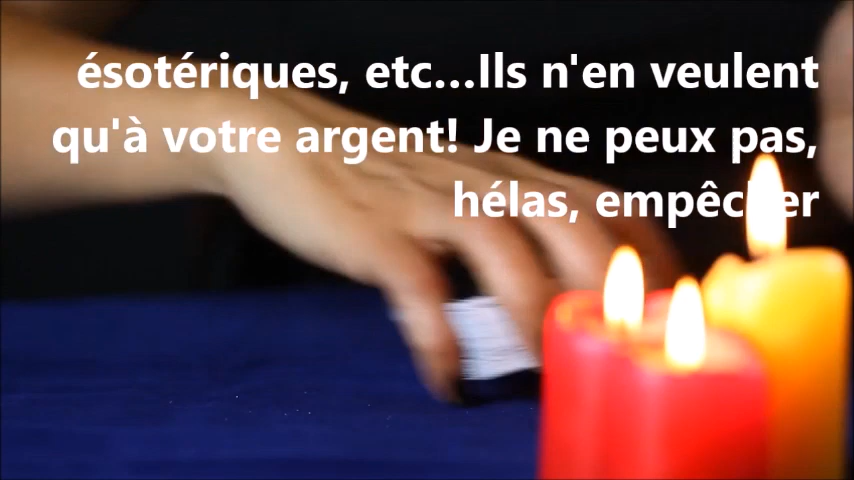 ésotériques, etc...Ils n'en veulent
qu'à votre argent! Je ne peux pas,
hélas, empêcher